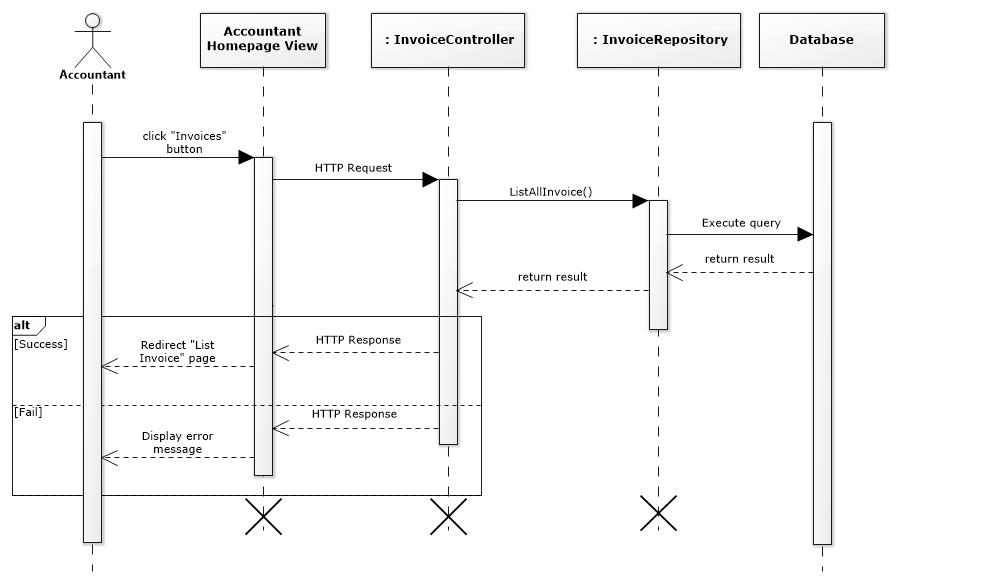 Accountant
Accountant
Homepage View
: InvoiceController
: InvoiceRepository
Database
click "Invoices"
button
HTTP Request
ListAllInvoice()
Execute query
return result
return result
alt
[Success]
HTTP Response
Redirect "List
Invoice" page
[Fail]
HTTP Response
Display error
message